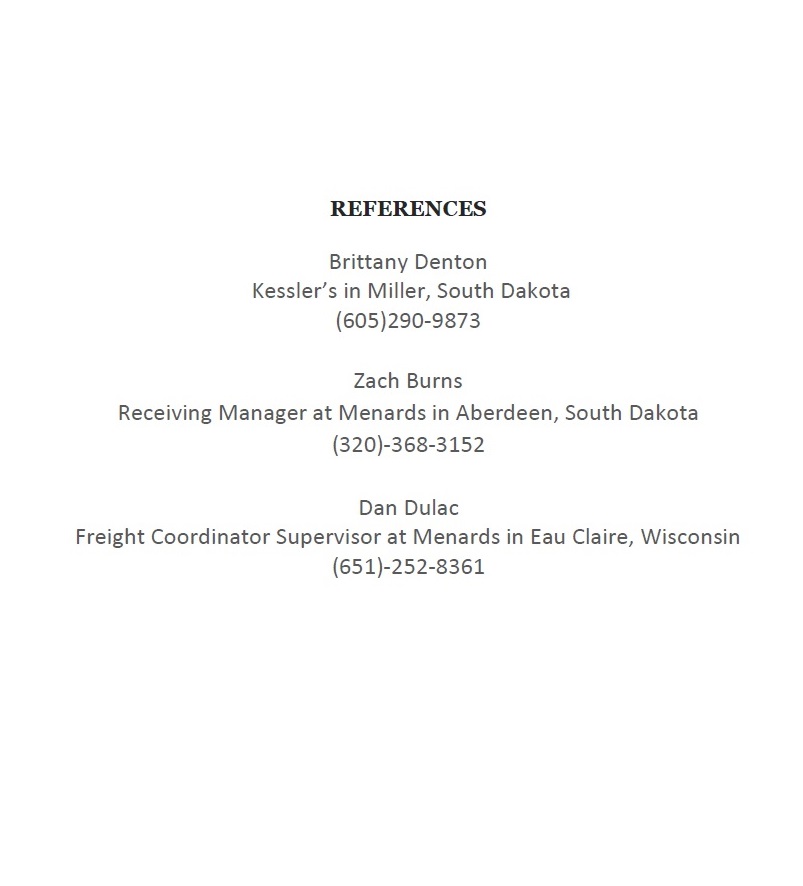 REFERENCES
Brittany Denton
Kessler’s in Miller, South Dakota
(605)290-9873
Zach Burns
Receiving Manager at Menards in Aberdeen, South Dakota
(320)-368-3152
Dan Dulac
Freight Coordinator Supervisor at Menards in Eau Claire, Wisconsin
(651)-252-8361